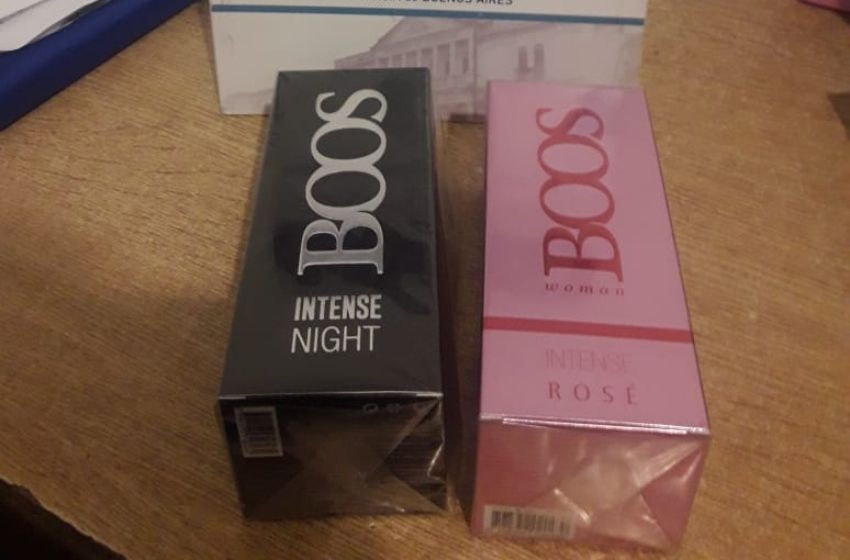 BUENOS AIRES
BOOS
INTENSE
NIGHT
BOOS
woman
INTENSE
ROSÉ